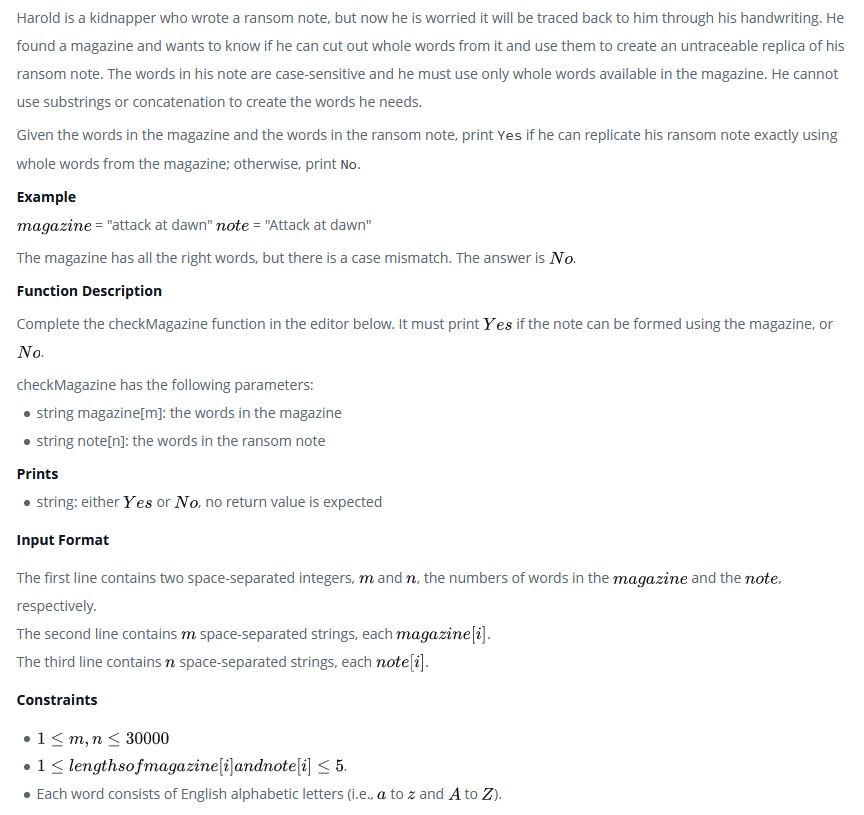 Harold is a kidnapper who wrote a ransom note, but now he is worried it will be traced back to him through his handwriting. He
found a magazine and wants to know if he can cut out whole words from it and use them to create an untraceable replica of his
ransom note. The words in his note are case-sensitive and he must use only whole words available in the magazine. He cannot
use substrings or concatenation to create the words he needs.
Given the words in the magazine and the words in the ransom note, print Yes if he can replicate his ransom note exactly using
whole words from the magazine; otherwise, print No.
Example
magazine = "attack at dawn" note = "Attack at dawn"
The magazine has all the right words, but there is a case mismatch. The answer is No.
Function Description
Complete the checkMagazine function in the editor below. It must print Yes if the note can be formed using the magazine, or
No.
checkMagazine has the following parameters:
• string magazine[m]: the words in the magazine
• string note[n]: the words in the ransom note
Prints
• string: either Yes or No, no return value is expected
Input Format
The first line contains two space-separated integers, m and n, the numbers of words in the magazine and the note,
respectively.
The second line contains m space-separated strings, each magazine[i].
The third line contains n space-separated strings, each note[i].
Constraints
• 1 ≤ m, n ≤ 30000
• 1 ≤ lengthsofmagazine[i]andnote[i] ≤ 5.
• Each word consists of English alphabetic letters (i.e., a to z and A to Z).